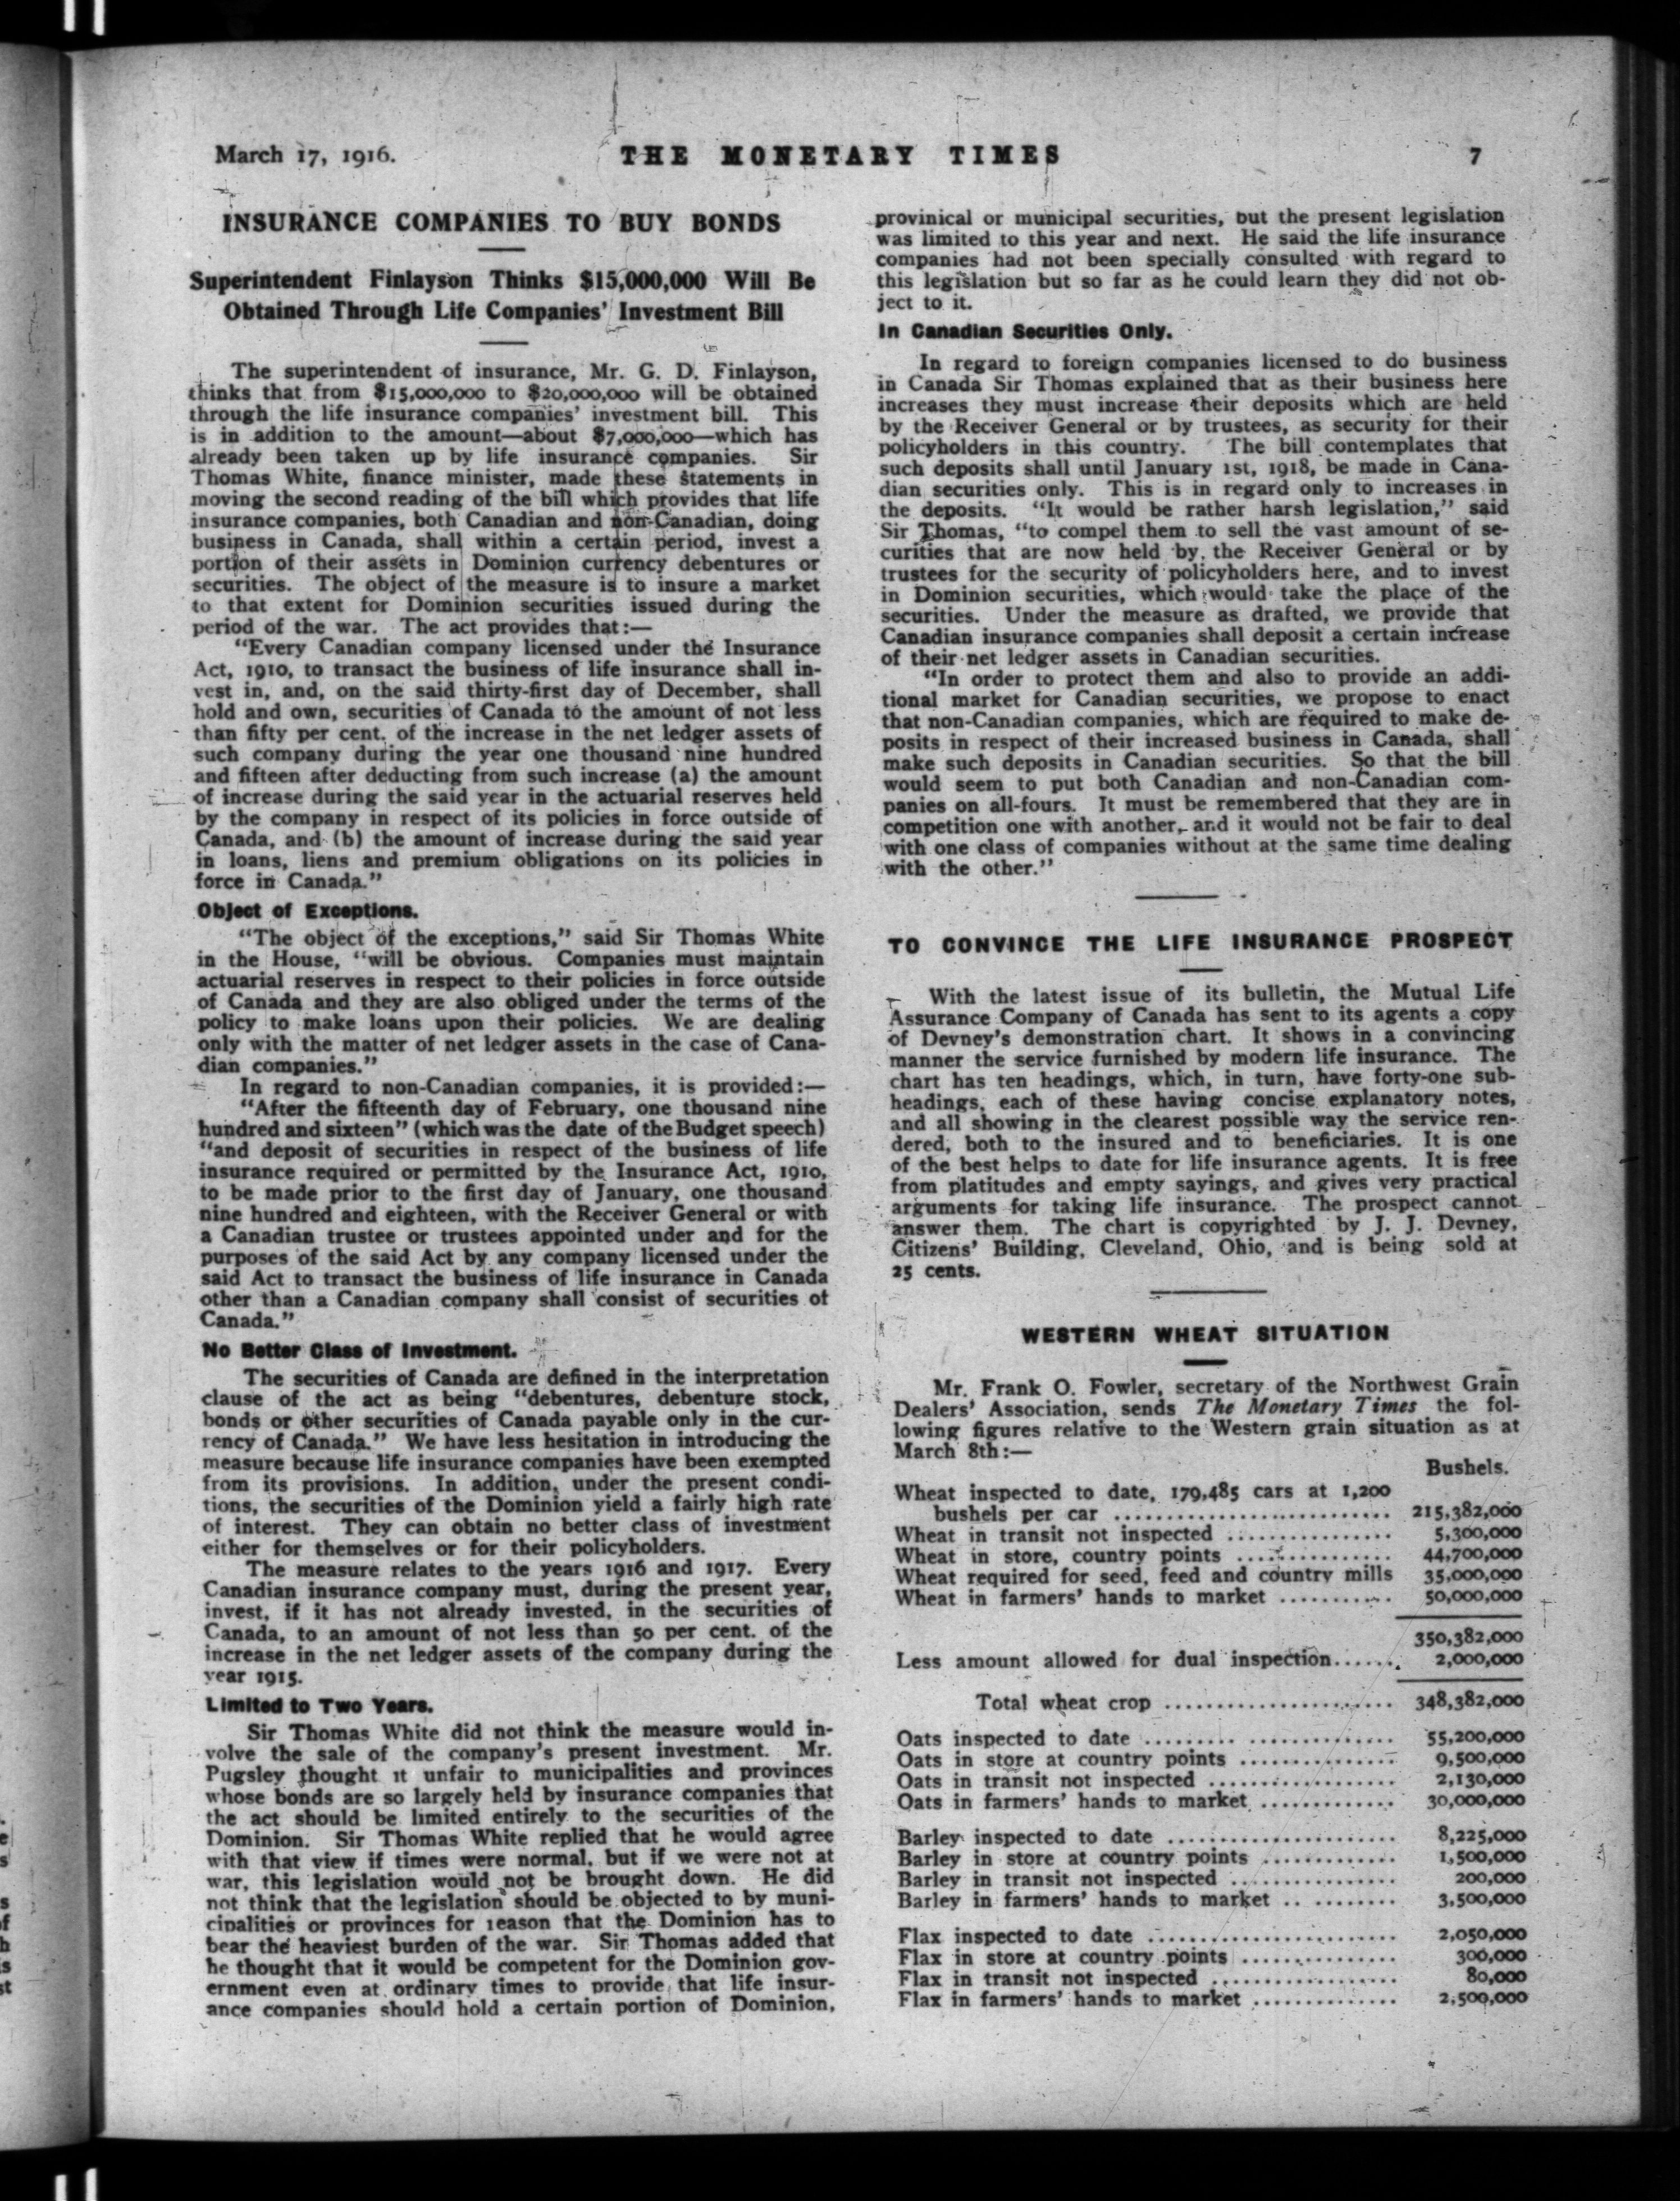 March 17, 1916.
THE MONETARY TIMES
7
INSURANCE COMPANIES TO BUY BONDS
Superintendent Finlayson Thinks $15,000,000 Will Be
Obtained Through Life Companies' Investment Bill
The superintendent of insurance, Mr. G. D. Finlayson,
thinks that from $15,000,000 to $20,000,000 will be obtained
through the life insurance companies' investment bill. This
is in addition to the amount—about $7,000,000—which has
already been taken up by life insurance companies. Sir
Thomas White, finance minister, made these statements in
moving the second reading of the bill which provides that life
insurance companies, both Canadian and non-Canadian, doing
business in Canada, shall within a certain period, invest a
portion of their assets in Dominion currency debentures or
securities. The object of the measure is to insure a market
to that extent for Dominion securities issued during the
period of the war. The act provides that:—
"Every Canadian company licensed under the Insurance
Act, 1910, to transact the business of life insurance shall in-
vest in, and, on the said thirty-first day of December, shall
hold and own, securities of Canada to the amount of not less
than fifty per cent. of the increase in the net ledger assets of
such company during the year one thousand nine hundred
and fifteen after deducting from such increase (a) the amount
of increase during the said year in the actuarial reserves held
by the company in respect of its policies in force outside of
Canada, and (b) the amount of increase during the said year
in loans, liens and premium obligations on its policies in
force in Canada."
Object of Exceptions.
"The object of the exceptions," said Sir Thomas White
in the House, "will be obvious. Companies must maintain
actuarial reserves in respect to their policies in force outside
of Canada and they are also obliged under the terms of the
policy to make loans upon their policies. We are dealing
only with the matter of net ledger assets in the case of Cana-
dian companies."
In regard to non-Canadian companies, it is provided:—
"After the fifteenth day of February, one thousand nine
hundred and sixteen" (which was the date of the Budget speech)
"and deposit of securities in respect of the business of life
insurance required or permitted by the Insurance Act, 1910,
to be made prior to the first day of January, one thousand
nine hundred and eighteen, with the Receiver General or with
a Canadian trustee or trustees appointed under and for the
purposes of the said Act by any company licensed under the
said Act to transact the business of life insurance in Canada
other than a Canadian company shall consist of securities of
Canada."
No Better Class of Investment.
The securities of Canada are defined in the interpretation
clause of the act as being "debentures, debenture stock,
bonds or other securities of Canada payable only in the cur-
rency of Canada." We have less hesitation in introducing the
measure because life insurance companies have been exempted
from its provisions. In addition, under the present condi-
tions, the securities of the Dominion yield a fairly high rate
of interest. They can obtain no better class of investment
either for themselves or for their policyholders.
The measure relates to the years 1916 and 1917. Every
Canadian insurance company must, during the present year,
invest, if it has not already invested, in the securities of
Canada, to an amount of not less than 50 per cent. of the
increase in the net ledger assets of the company during the
year 1915.
Limited to Two Years.
Sir Thomas White did not think the measure would in-
volve the sale of the company's present investment. Mr.
Pugsley thought it unfair to municipalities and provinces
whose bonds are so largely held by insurance companies that
the act should be limited entirely to the securities of the
Dominion. Sir Thomas White replied that he would agree
with that view if times were normal, but if we were not at
war, this legislation would not be brought down. He did
not think that the legislation should be objected to by muni-
cipalities or provinces for reason that the Dominion has to
bear the heaviest burden of the war. Sir Thomas added that
he thought that it would be competent for the Dominion gov-
ernment even at ordinary times to provide that life insur-
ance companies should hold a certain portion of Dominion,
provinical or municipal securities, but the present legislation
was limited to this year and next. He said the life insurance
companies had not been specially consulted with regard to
this legislation but so far as he could learn they did not ob-
ject to it.
In Canadian Securities Only.
In regard to foreign companies licensed to do business
in Canada Sir Thomas explained that as their business here
increases they must increase their deposits which are held
by the Receiver General or by trustees, as security for their
policyholders in this country. The bill contemplates that
such deposits shall until January 1st, 1918, be made in Cana-
dian securities only. This is in regard only to increases in
the deposits. "It would be rather harsh legislation," said
Sir Thomas, "to compel them to sell the vast amount of se-
curities that are now held by the Receiver General or by
trustees for the security of policyholders here, and to invest
in Dominion securities, which would take the place of the
securities. Under the measure as drafted, we provide that
Canadian insurance companies shall deposit a certain increase
of their net ledger assets in Canadian securities.
"In order to protect them and also to provide an addi-
tional market for Canadian securities, we propose to enact
that non-Canadian companies, which are required to make de-
posits in respect of their increased business in Canada, shall
make such deposits in Canadian securities. So that the bill
would seem to put both Canadian and non-Canadian com-
panies on all-fours. It must be remembered that they are in
competition one with another, and it would not be fair to deal
with one class of companies without at the same time dealing
with the other."
TO CONVINCE THE LIFE INSURANCE PROSPECT
With the latest issue of its bulletin, the Mutual Life
Assurance Company of Canada has sent to its agents a copy
of Devney's demonstration chart. It shows in a convincing
manner the service furnished by modern life insurance. The
chart has ten headings, which, in turn, have forty-one sub-
headings, each of these having concise explanatory notes,
and all showing in the clearest possible way the service ren-
dered, both to the insured and to beneficiaries. It is one
of the best helps to date for life insurance agents. It is free
from platitudes and empty sayings, and gives very practical
arguments for taking life insurance. The prospect cannot
answer them. The chart is copyrighted by J. J. Devney,
Citizens' Building, Cleveland, Ohio, and is being sold at
25 cents.
WESTERN WHEAT SITUATION
Mr. Frank O. Fowler, secretary of the Northwest Grain
Dealers' Association, sends The Monetary Times the fol-
lowing figures relative to the Western grain situation as at
March 8th:—
Bushels.
Wheat inspected to date, 179,485 cars at 1,200
bushels per car .......................... 215,382,000
Wheat in transit not inspected ................ 5,300,000
Wheat in store, country points ............... 44,700,000
Wheat required for seed, feed and country mills 35,000,000
Wheat in farmers' hands to market ........... 50,000,000
350,382,000
Less amount allowed for dual inspection....... 2,000,000
Total wheat crop ...................... 348,382,000
Oats inspected to date ......... .............. 55,200,000
Oats in store at country points ............... 9,500,000
Oats in transit not inspected .................. 2,130,000
Oats in farmers' hands to market ............. 30,000,000
Barley inspected to date ...................... 8,225,000
Barley in store at country points ............. 1,500,000
Barley in transit not inspected ................ 200,000
Barley in farmers' hands to market .. ......... 3,500,000
Flax inspected to date ........................ 2,050,000
Flax in store at country points ............... 300,000
Flax in transit not inspected .................. 80,000
Flax in farmers' hands to market .............. 2,500,000